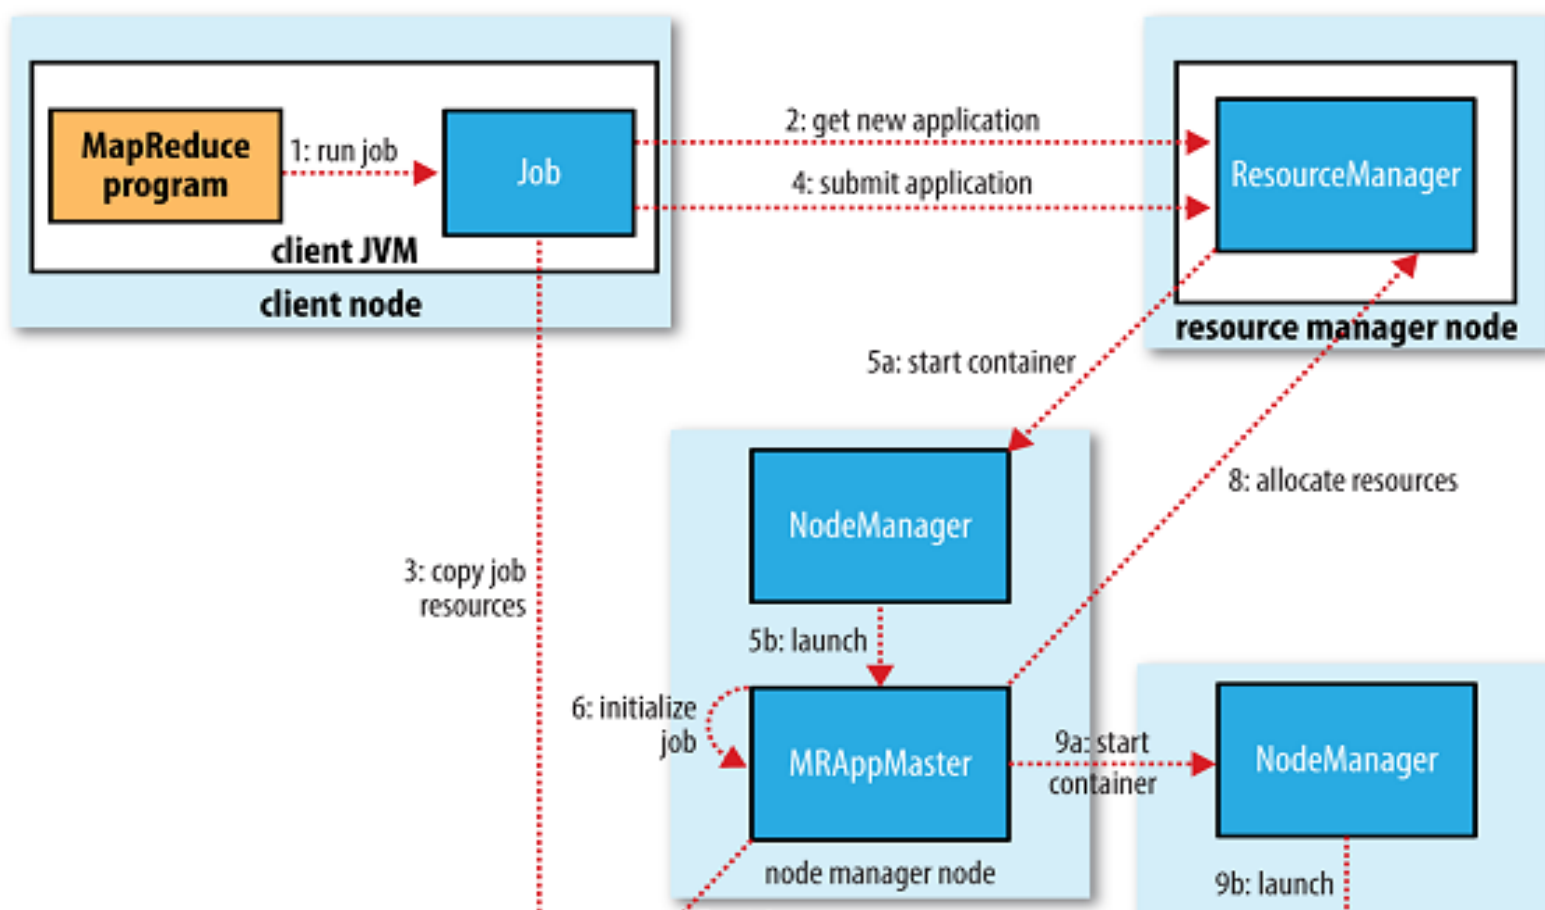 MapReduce
program
1: run job
Job
client JVM
client node
2: get new application
4: submit application
ResourceManager
resource manager node
5a: start container
8: allocate resources
NodeManager
3: copy job
resources
5b: launch
6: initialize
job
MRAppMaster
9a: start
container
NodeManager
node manager node
9b: launch